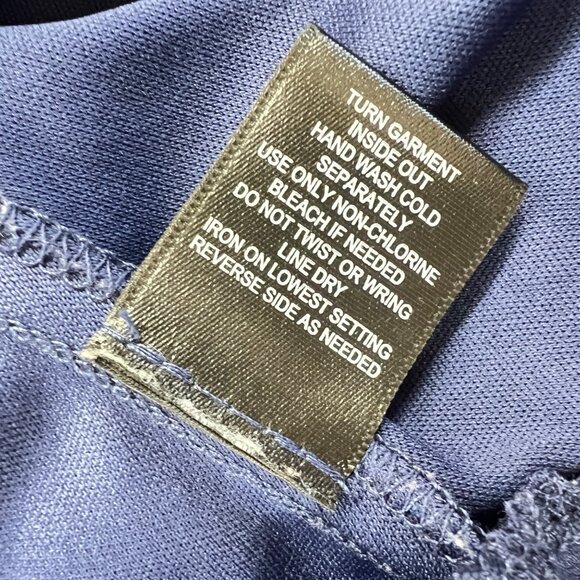 TURN GARMENT
INSIDE OUT
HAND WASH COLD
SEPARATELY
USE ONLY NON-CHLORINE
BLEACH IF NEEDED
DO NOT TWIST OR WRING
LINE DRY
IRON ON LOWEST SETTING
REVERSE SIDE AS NEEDED